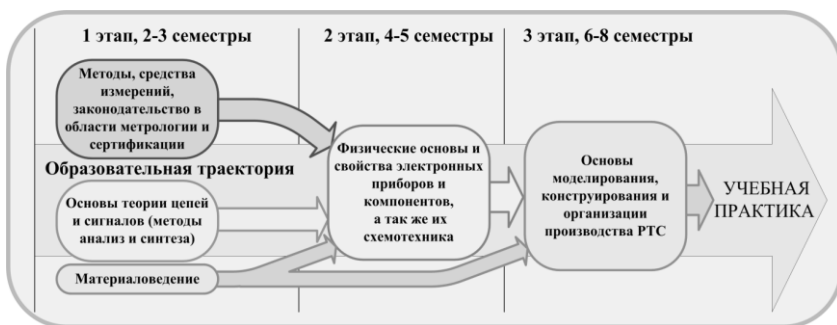 1 этап, 2-3 семестры
2 этап, 4-5 семестры
3 этап, 6-8 семестры
Методы, средства
измерений,
законодательство в
области метрологии и
сертификации
Образовательная траектория
Основы теории цепей
и сигналов (методы
анализ и синтеза)
Материаловедение
Физические основы и
свойства электронных
приборов и
компонентов,
а так же их
схемотехника
Основы
моделирования,
конструирования и
организации
производства РТС
УЧЕБНАЯ
ПРАКТИКА